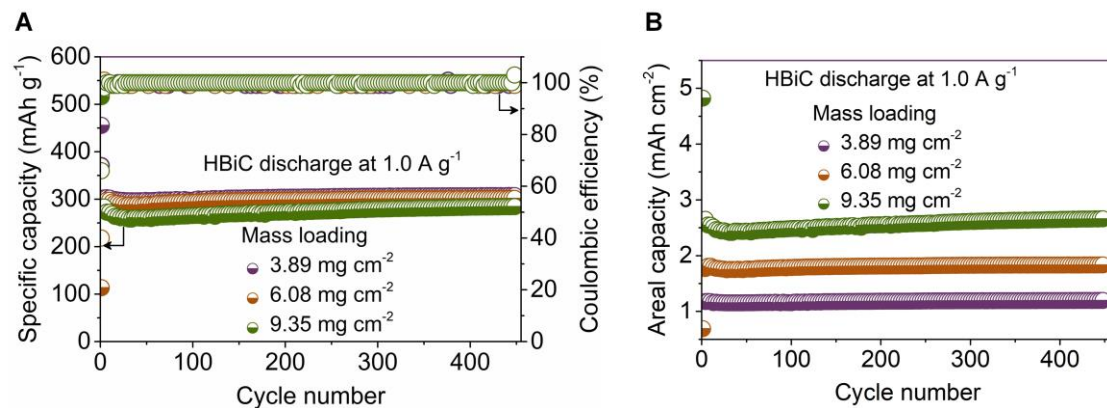 A
Specific capacity (mAh g⁻¹)
600
500
400
300
200
100
0
HBiC discharge at 1.0 A g⁻¹
Mass loading
3.89 mg cm⁻²
6.08 mg cm⁻²
9.35 mg cm⁻²
100
80
60
40
20
0
Coulombic efficiency (%)
0 100 200 300 400
Cycle number
B
Areal capacity (mAh cm⁻²)
5
4
3
2
1
HBiC discharge at 1.0 A g⁻¹
Mass loading
3.89 mg cm⁻²
6.08 mg cm⁻²
9.35 mg cm⁻²
0 100 200 300 400
Cycle number